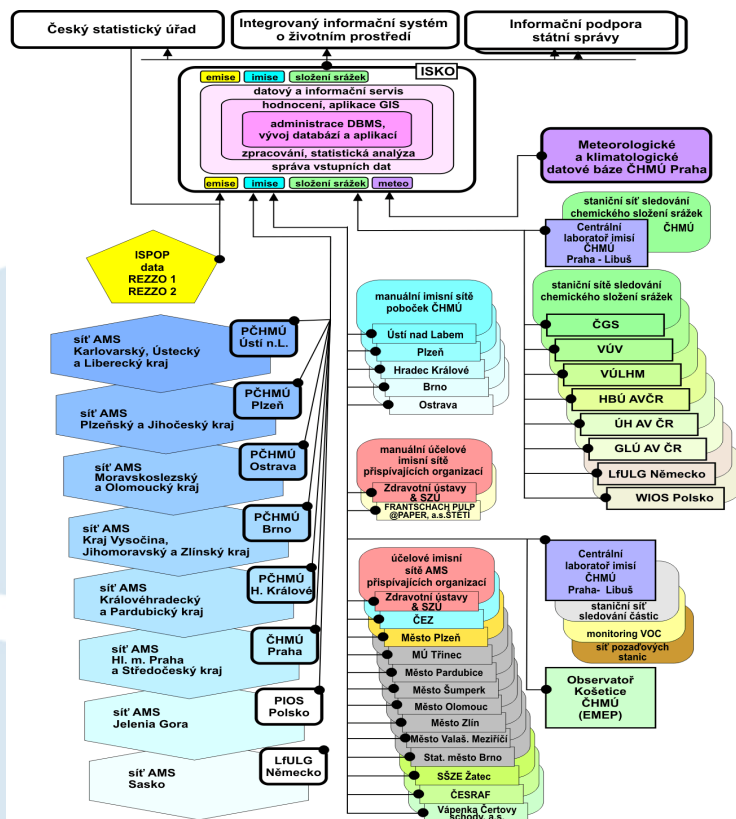 Český statistický úřad
Integrovaný informační systém
o životním prostředí
Informační podpora
státní správy
ISKO
emise
imise
složení srážek
datový a informační servis
hodnocení, aplikace GIS
administrace DBMS,
vývoj databází a aplikací
zpracování, statistická analýza
správa vstupních dat
emise
imise
složení srážek
meteo
Meteorologické
a klimatologické
datové báze ČHMÚ Praha
ISPOP
data
REZZO 1
REZZO 2
síť AMS
Karlovarský, Ústecký
a Liberecký kraj
PČHMÚ
Ústí n.L.
síť AMS
Plzeňský a Jihočeský kraj
PČHMÚ
Plzeň
síť AMS
Moravskoslezský
a Olomoucký kraj
PČHMÚ
Ostrava
síť AMS
Kraj Vysočina,
Jihomoravský a Zlínský kraj
PČHMÚ
Brno
síť AMS
Královéhradecký
a Pardubický kraj
PČHMÚ
H. Králové
síť AMS
Hl. m. Praha
a Středočeský kraj
ČHMÚ
Praha
síť AMS
Jelenia Gora
PIOS
Polsko
síť AMS
Sasko
LfULG
Německo
manuální imisní sítě
poboček ČHMÚ
Ústí nad Labem
Plzeň
Hradec Králové
Brno
Ostrava
manuální účelové
imisní sítě
přispívajících organizací
Zdravotní ústavy
& SZÚ
FRANTSCHACH PULP
@PAPER, a.s.ŠTĚTÍ
účelové imisní
sítě AMS
přispívajících organizací
Zdravotní ústavy
& SZÚ
ČEZ
Město Plzeň
MÚ Třinec
Město Pardubice
Město Šumperk
Město Olomouc
Město Zlín
Město Valaš. Meziříčí
Stat. město Brno
SŠZE Žatec
ČESRAF
Vápenka Čertovy
schody, a.s.
staniční síť sledování
chemického složení srážek
ČHMÚ
Centrální
laboratoř imisí
ČHMÚ
Praha - Libuš
staniční sítě sledování
chemického složení srážek
ČGS
VÚV
VÚLHM
HBÚ AVČR
ÚH AV ČR
GLÚ AV ČR
LfULG Německo
WIOS Polsko
Centrální
laboratoř imisí
ČHMÚ
Praha- Libuš
staniční síť
sledování částic
monitoring VOC
síť pozaďových
stanic
Observatoř
Košetice
ČHMÚ
(EMEP)